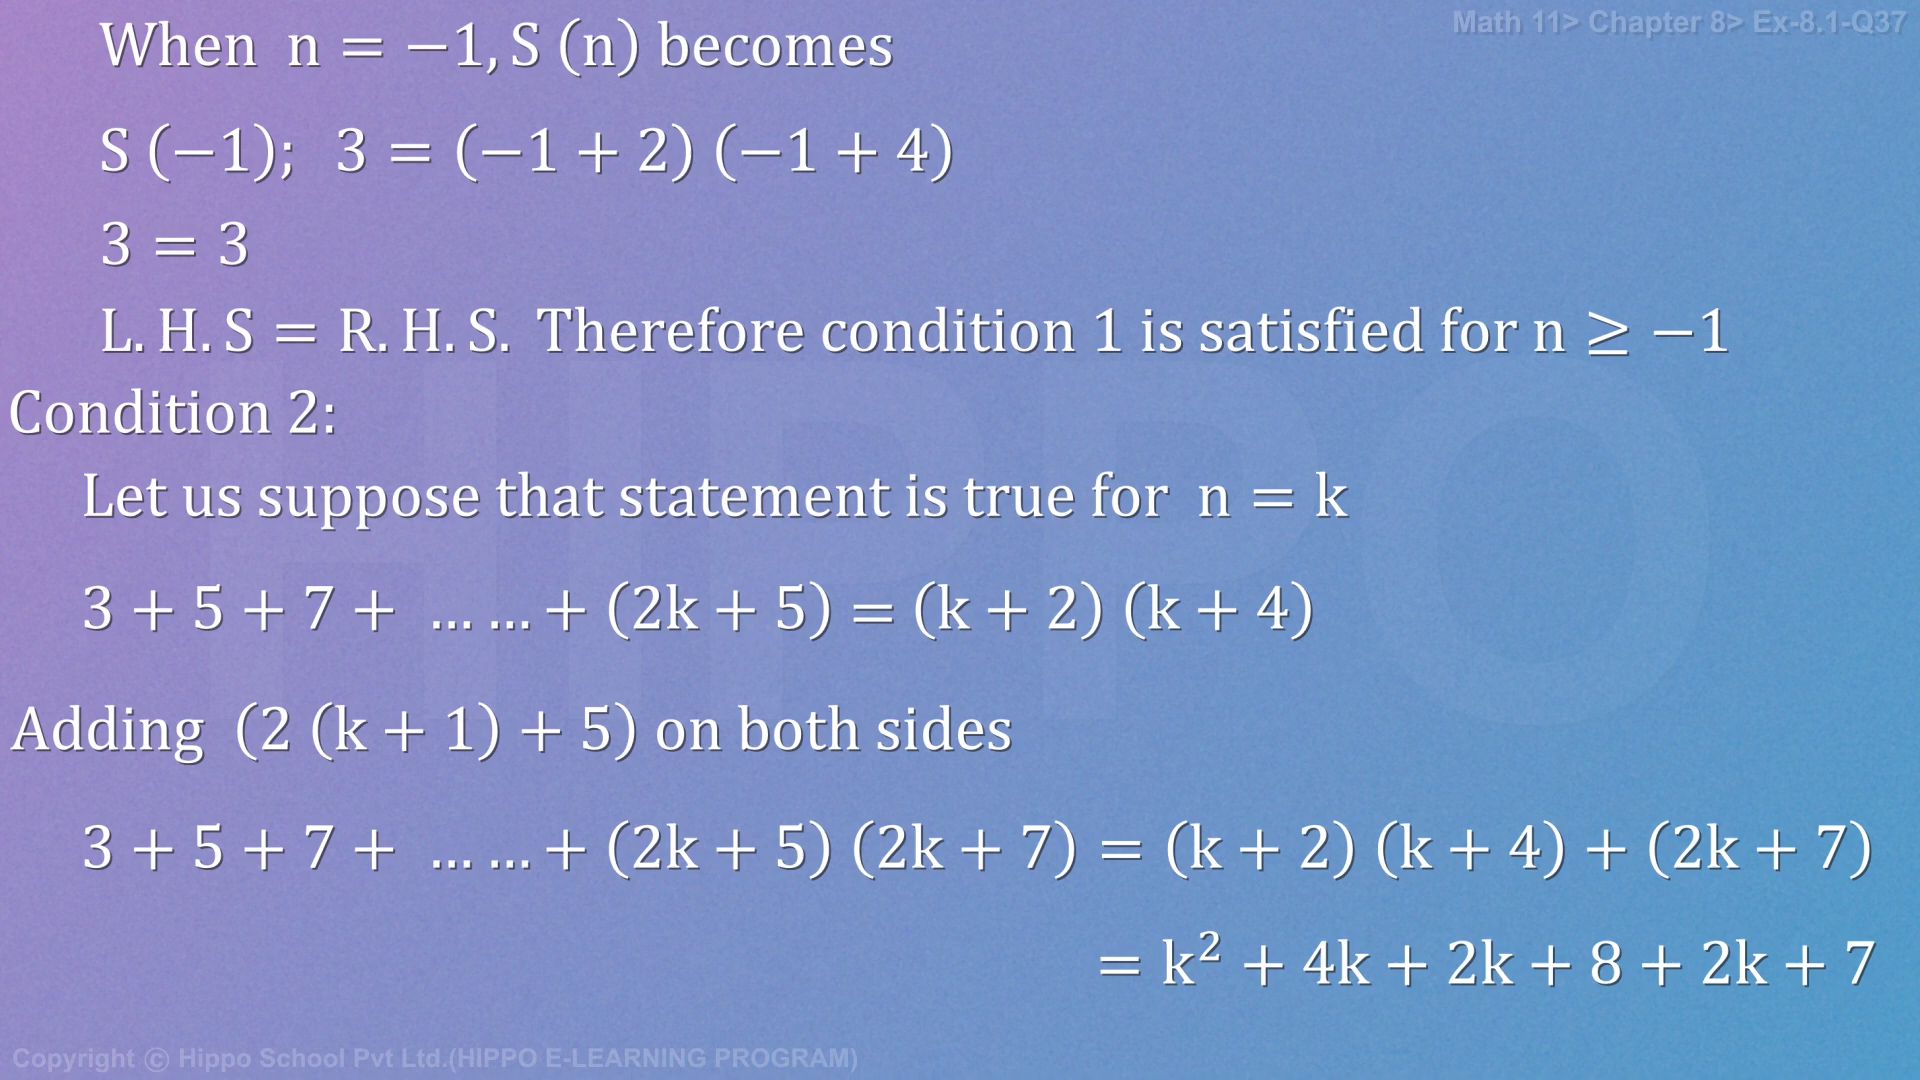 Math 11> Chapter 8> Ex-8.1-Q37
When n = −1, S (n) becomes
S (−1); 3 = (−1 + 2) (−1 + 4)
3 = 3
L. H. S = R. H. S. Therefore condition 1 is satisfied for n ≥ −1
Condition 2:
Let us suppose that statement is true for n = k
3 + 5 + 7 + … … + (2k + 5) = (k + 2) (k + 4)
Adding (2 (k + 1) + 5) on both sides
3 + 5 + 7 + … … + (2k + 5) (2k + 7) = (k + 2) (k + 4) + (2k + 7)
= k² + 4k + 2k + 8 + 2k + 7
HIPPO
Copyright © Hippo School Pvt Ltd.(HIPPO E-LEARNING PROGRAM)